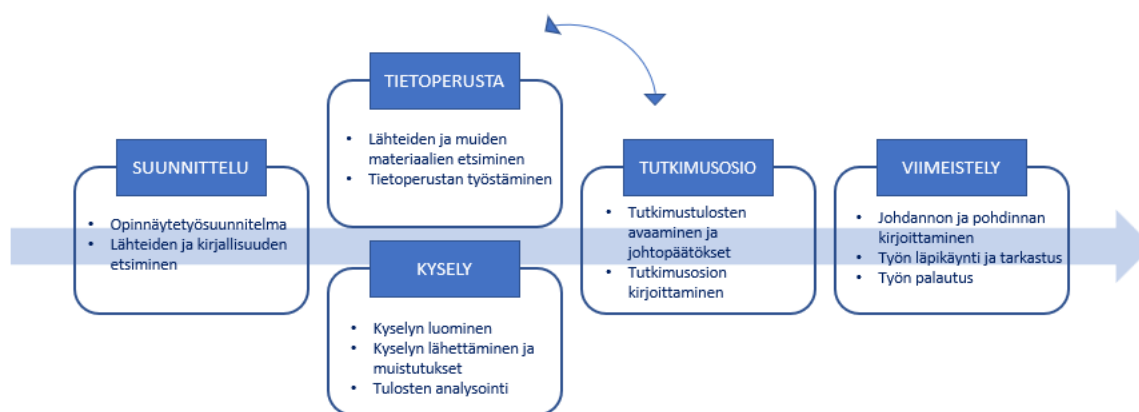 SUUNNITTELU
• Opinnäytetyösuunnitelma
• Lähteiden ja kirjallisuuden
etsiminen
TIETOPERUSTA
• Lähteiden ja muiden
materiaalien etsiminen
• Tietoperustan työstäminen
KYSELY
• Kyselyn luominen
• Kyselyn lähettäminen ja
muistutukset
• Tulosten analysointi
TUTKIMUSOSIO
• Tutkimustulosten
avaaminen ja
johtopäätökset
• Tutkimusosion
kirjoittaminen
VIIMEISTELY
• Johdannon ja pohdinnan
kirjoittaminen
• Työn läpikäynti ja tarkastus
• Työn palautus